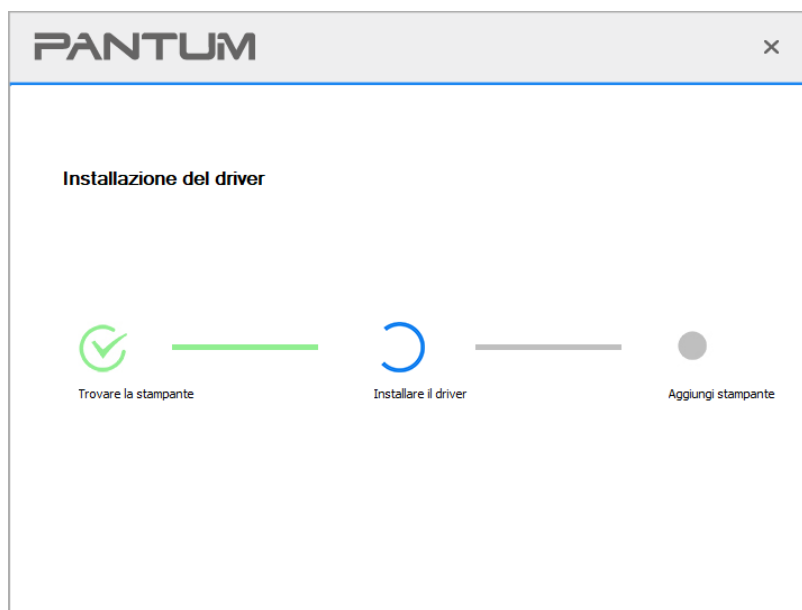 PANTUM
Installazione del driver
Trovare la stampante
Installare il driver
Aggiungi stampante